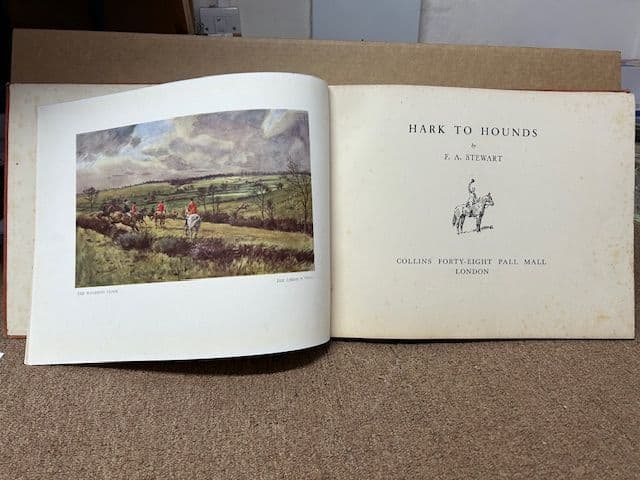 HARK TO HOUNDS
by
F. A. STEWART
COLLINS FORTY-EIGHT PALL MALL
LONDON